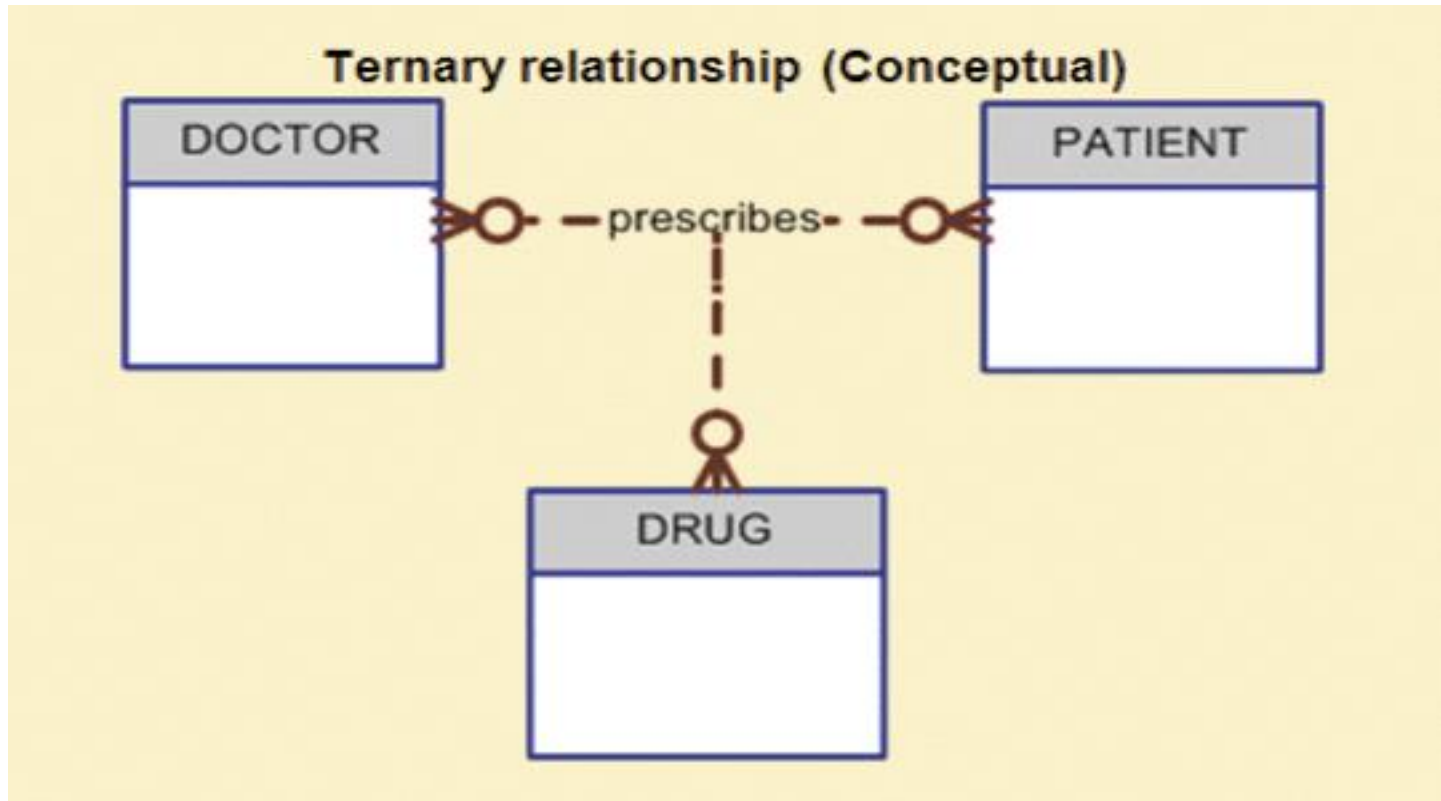 Ternary relationship (Conceptual)
DOCTOR
PATIENT
prescribes
DRUG